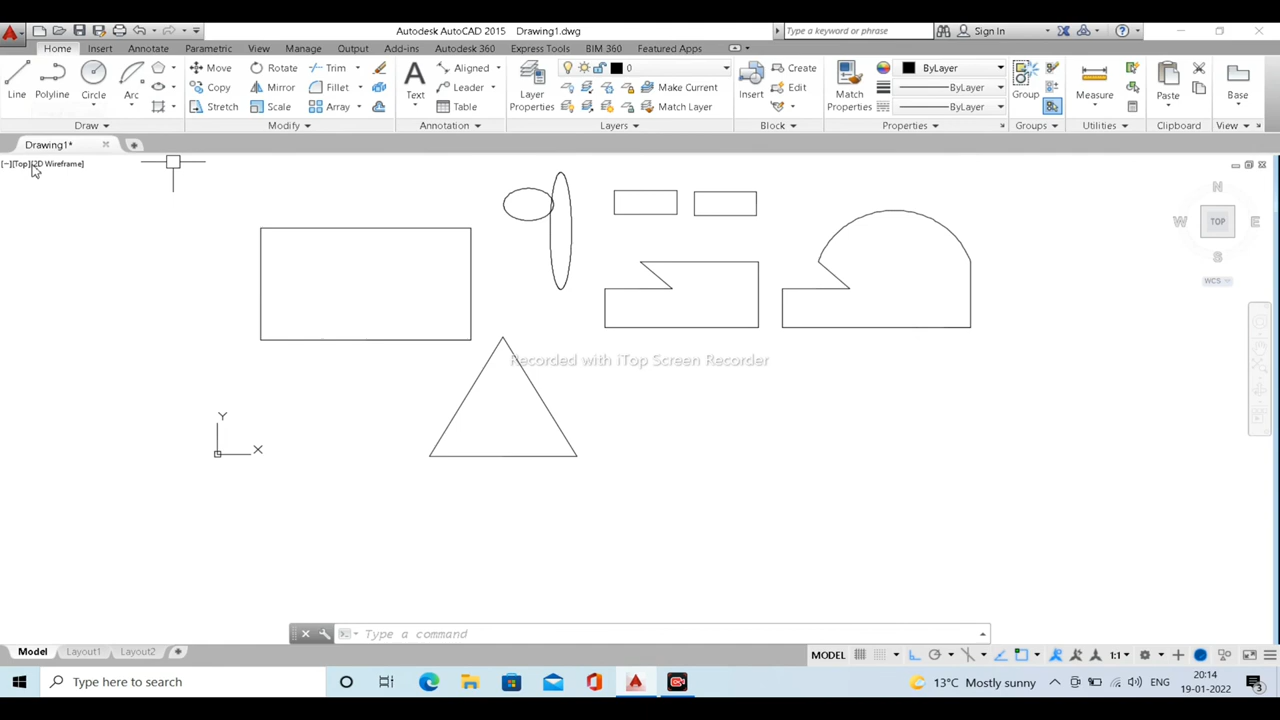 Autodesk AutoCAD 2015 Drawing1.dwg
Type a keyword or phrase
Sign In
Home Insert Annotate Parametric View Manage Output Add-ins Autodesk 360 Express Tools BIM 360 Featured Apps
Line
Polyline
Circle
Arc
Move
Copy
Stretch
Rotate
Mirror
Scale
Trim
Fillet
Array
Text
Aligned
Leader
Table
Layer
Properties
0
Make Current
Match Layer
Insert
Create
Edit
Match
Properties
ByLayer
ByLayer
ByLayer
Group
Measure
Paste
Base
Draw Modify Annotation Layers Block Properties Groups Utilities Clipboard View
Drawing1*
[−][Top][2D Wireframe]
N
W TOP E
S
WCS
Recorded with iTop Screen Recorder
Y
X
Type a command
Model Layout1 Layout2
MODEL 1:1
Type here to search
13°C Mostly sunny
ENG
20:14
19-01-2022
3